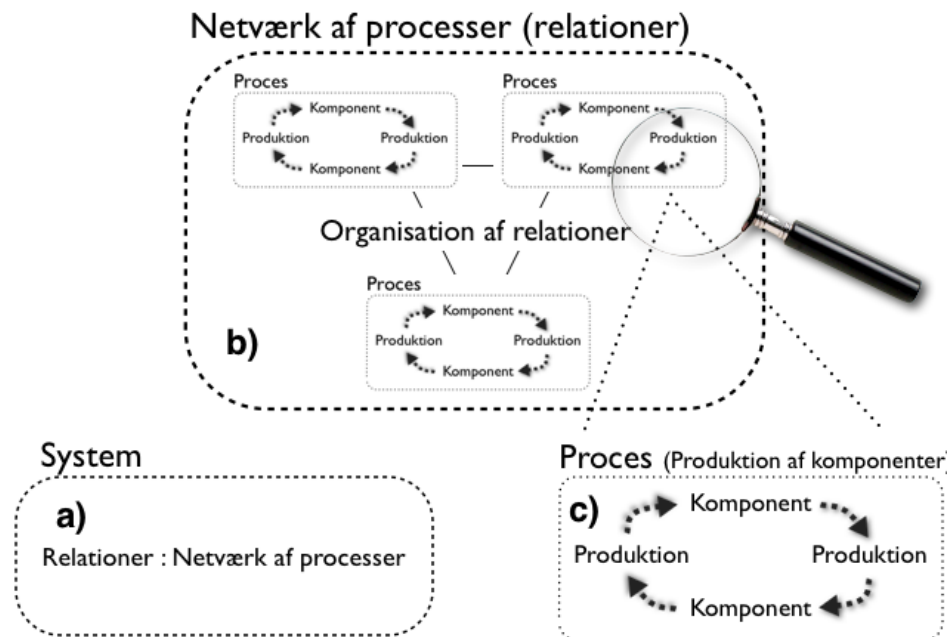 Netværk af processer (relationer)
Proces
Komponent
Produktion
Produktion
Komponent
Proces
Komponent
Produktion
Produktion
Komponent
Organisation af relationer
Proces
Komponent
Produktion
Produktion
Komponent
b)
System
a)
Relationer : Netværk af processer
Proces (Produktion af komponenter)
c)
Komponent
Produktion
Produktion
Komponent